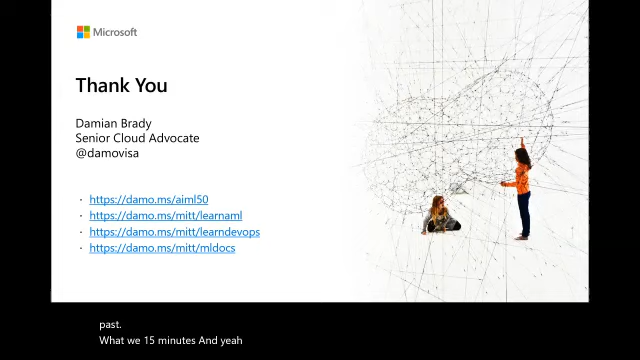 Microsoft
Thank You
Damian Brady
Senior Cloud Advocate
@damovisa
· https://damo.ms/aiml50
· https://damo.ms/mitt/learnaml
· https://damo.ms/mitt/learndevops
· https://damo.ms/mitt/mldocs
past.
What we 15 minutes And yeah